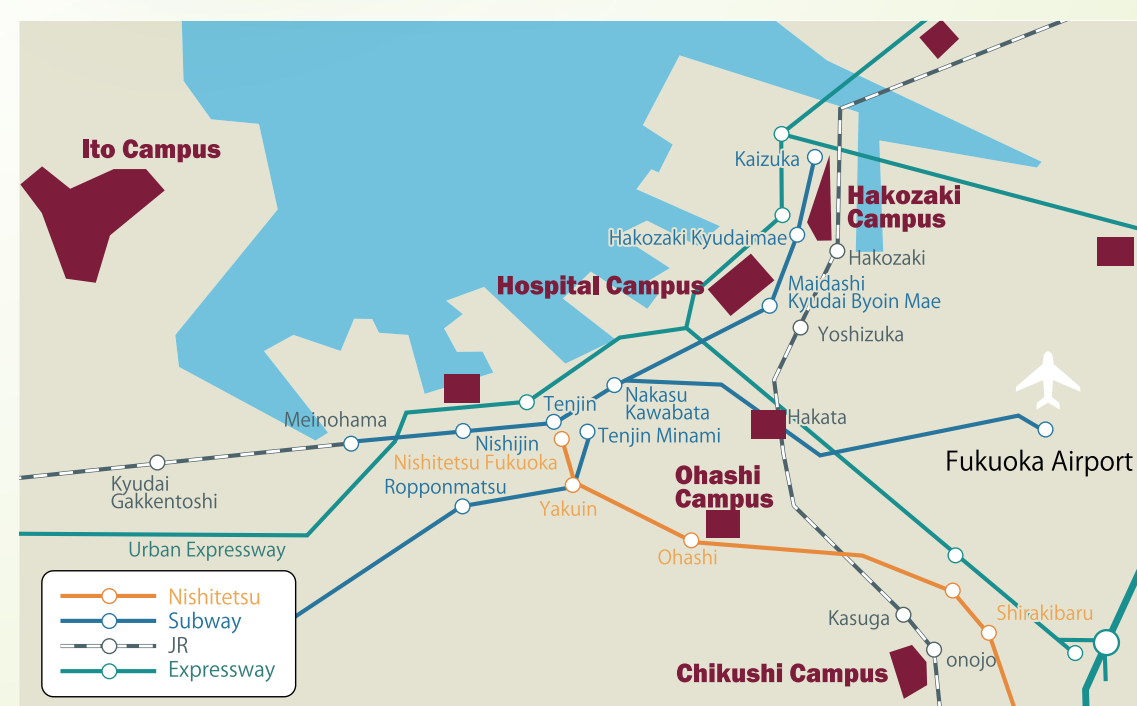 Ito Campus
Kaizuka
Hakozaki
Campus
Hakozaki Kyudaimae
Hakozaki
Hospital Campus
Maidashi
Kyudai Byoin Mae
Yoshizuka
Meinohama
Tenjin
Nakasu
Kawabata
Hakata
Nishijin
Tenjin Minami
Nishitetsu Fukuoka
Fukuoka Airport
Kyudai
Gakkentoshi
Ropponmatsu
Ohashi
Campus
Yakuin
Urban Expressway
Ohashi
Nishitetsu
Subway
JR
Expressway
Kasuga
Shirakibaru
onojo
Chikushi Campus